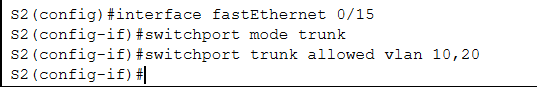 S2(config)#interface fastEthernet 0/15
S2(config-if)#switchport mode trunk
S2(config-if)#switchport trunk allowed vlan 10,20
S2(config-if)#